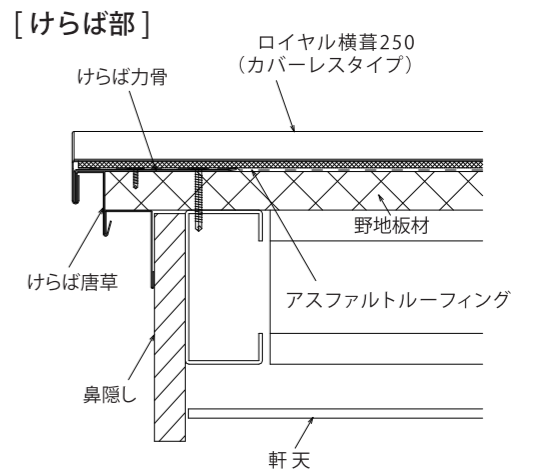 [けらば部]
ロイヤル横葺250
（カバーレスタイプ）
けらば力骨
野地板材
けらば唐草
アスファルトルーフィング
鼻隠し
軒天